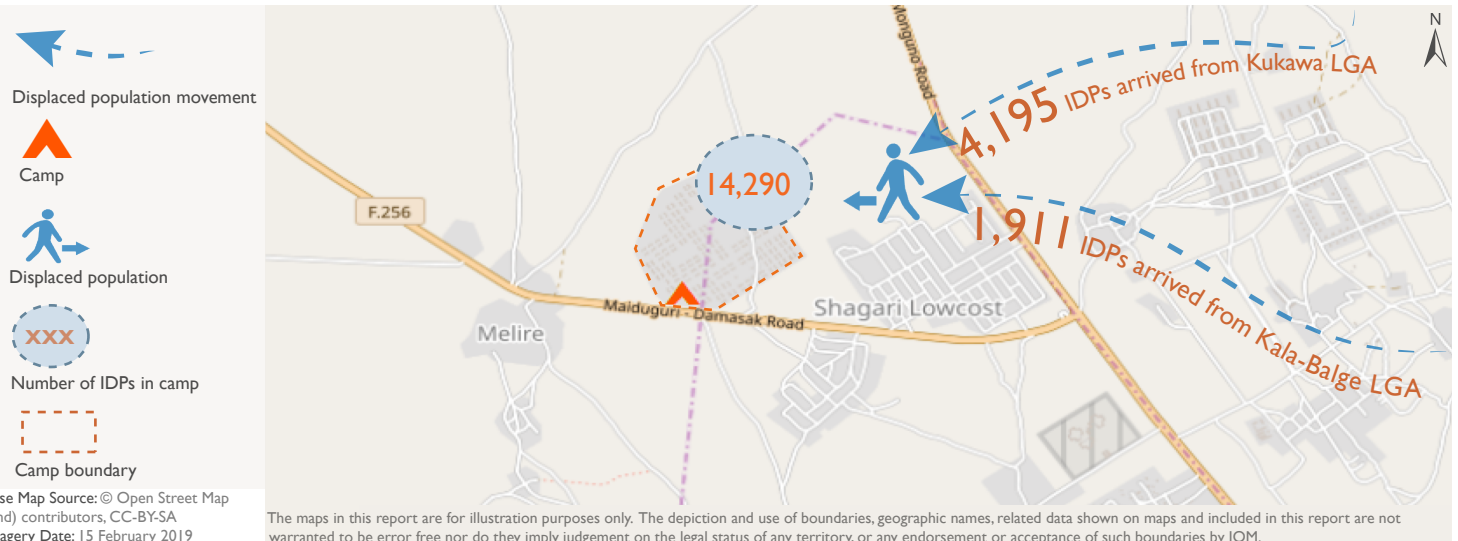 Displaced population movement
Camp
Displaced population
xxx
Number of IDPs in camp
Camp boundary
se Map Source: © Open Street Map
nd) contributors, CC-BY-SA
agery Date: 15 February 2019
N
Monguno Road
4,195 IDPs arrived from Kukawa LGA
14,290
F.256
1,911 IDPs arrived from Kala-Balge LGA
Maiduguri - Damasak Road
Shagari Lowcost
Melire
The maps in this report are for illustration purposes only. The depiction and use of boundaries, geographic names, related data shown on maps and included in this report are not
warranted to be error free nor do they imply judgement on the legal status of any territory, or any endorsement or acceptance of such boundaries by IOM.